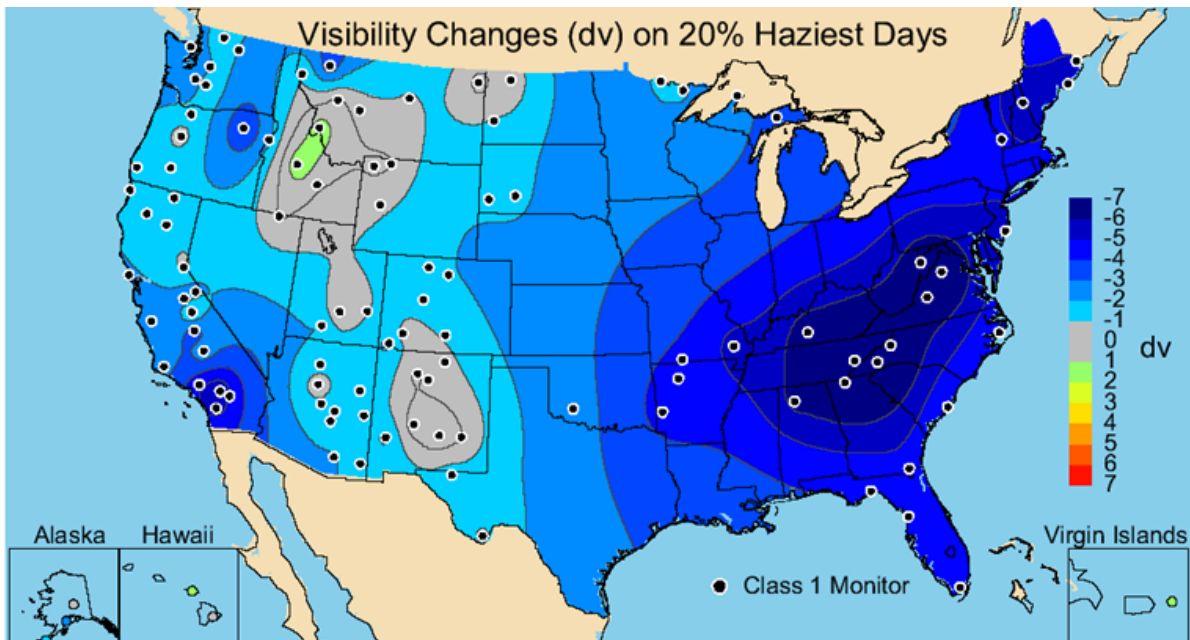 Visibility Changes (dv) on 20% Haziest Days
-7
-6
-5
-4
-3
-2
-1
0
1
2
3
4
5
6
7
dv
Alaska
Hawaii
Class 1 Monitor
Virgin Islands